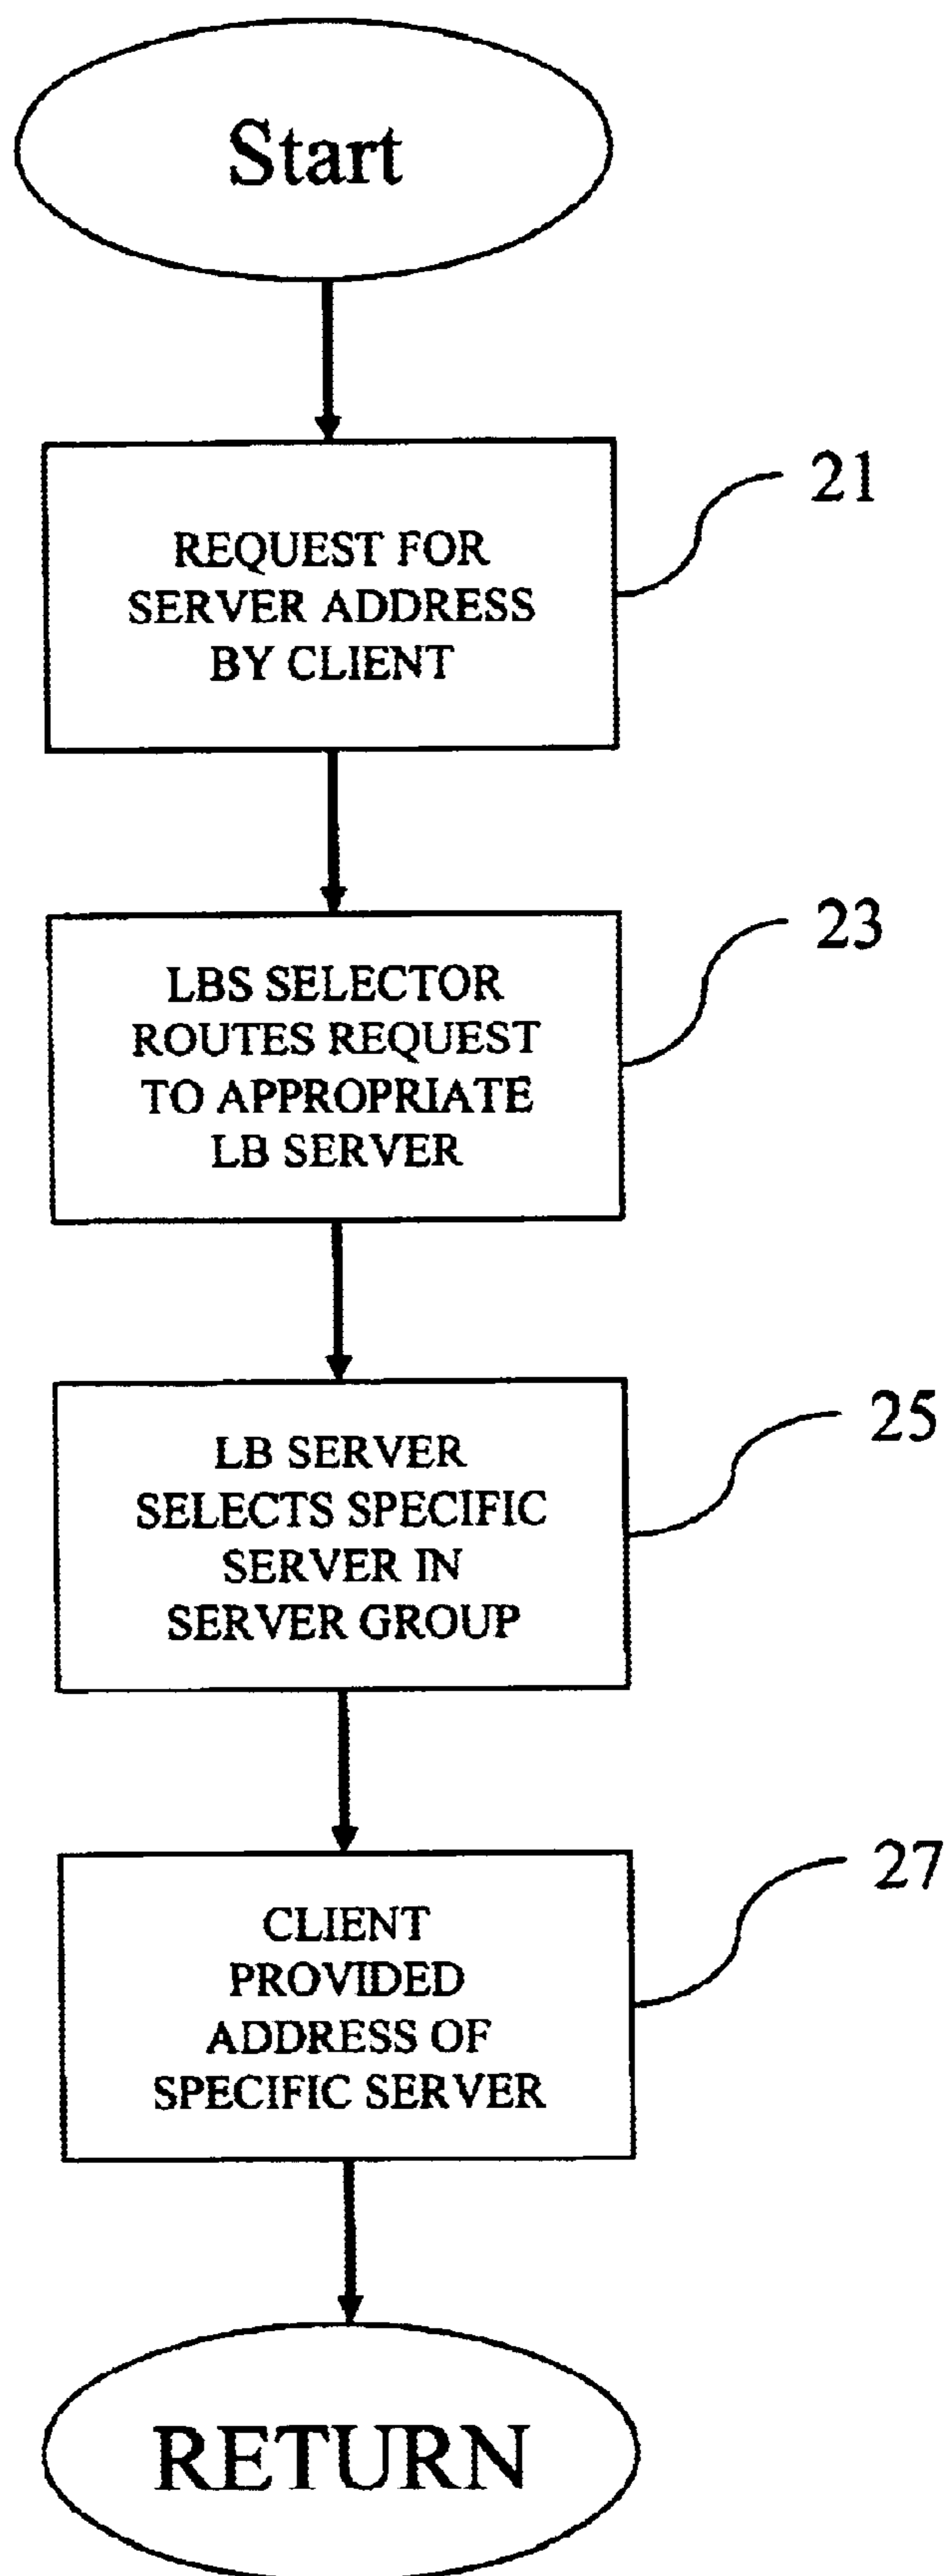 Start
REQUEST FOR
SERVER ADDRESS
BY CLIENT
21
LBS SELECTOR
ROUTES REQUEST
TO APPROPRIATE
LB SERVER
23
LB SERVER
SELECTS SPECIFIC
SERVER IN
SERVER GROUP
25
CLIENT
PROVIDED
ADDRESS OF
SPECIFIC SERVER
27
RETURN